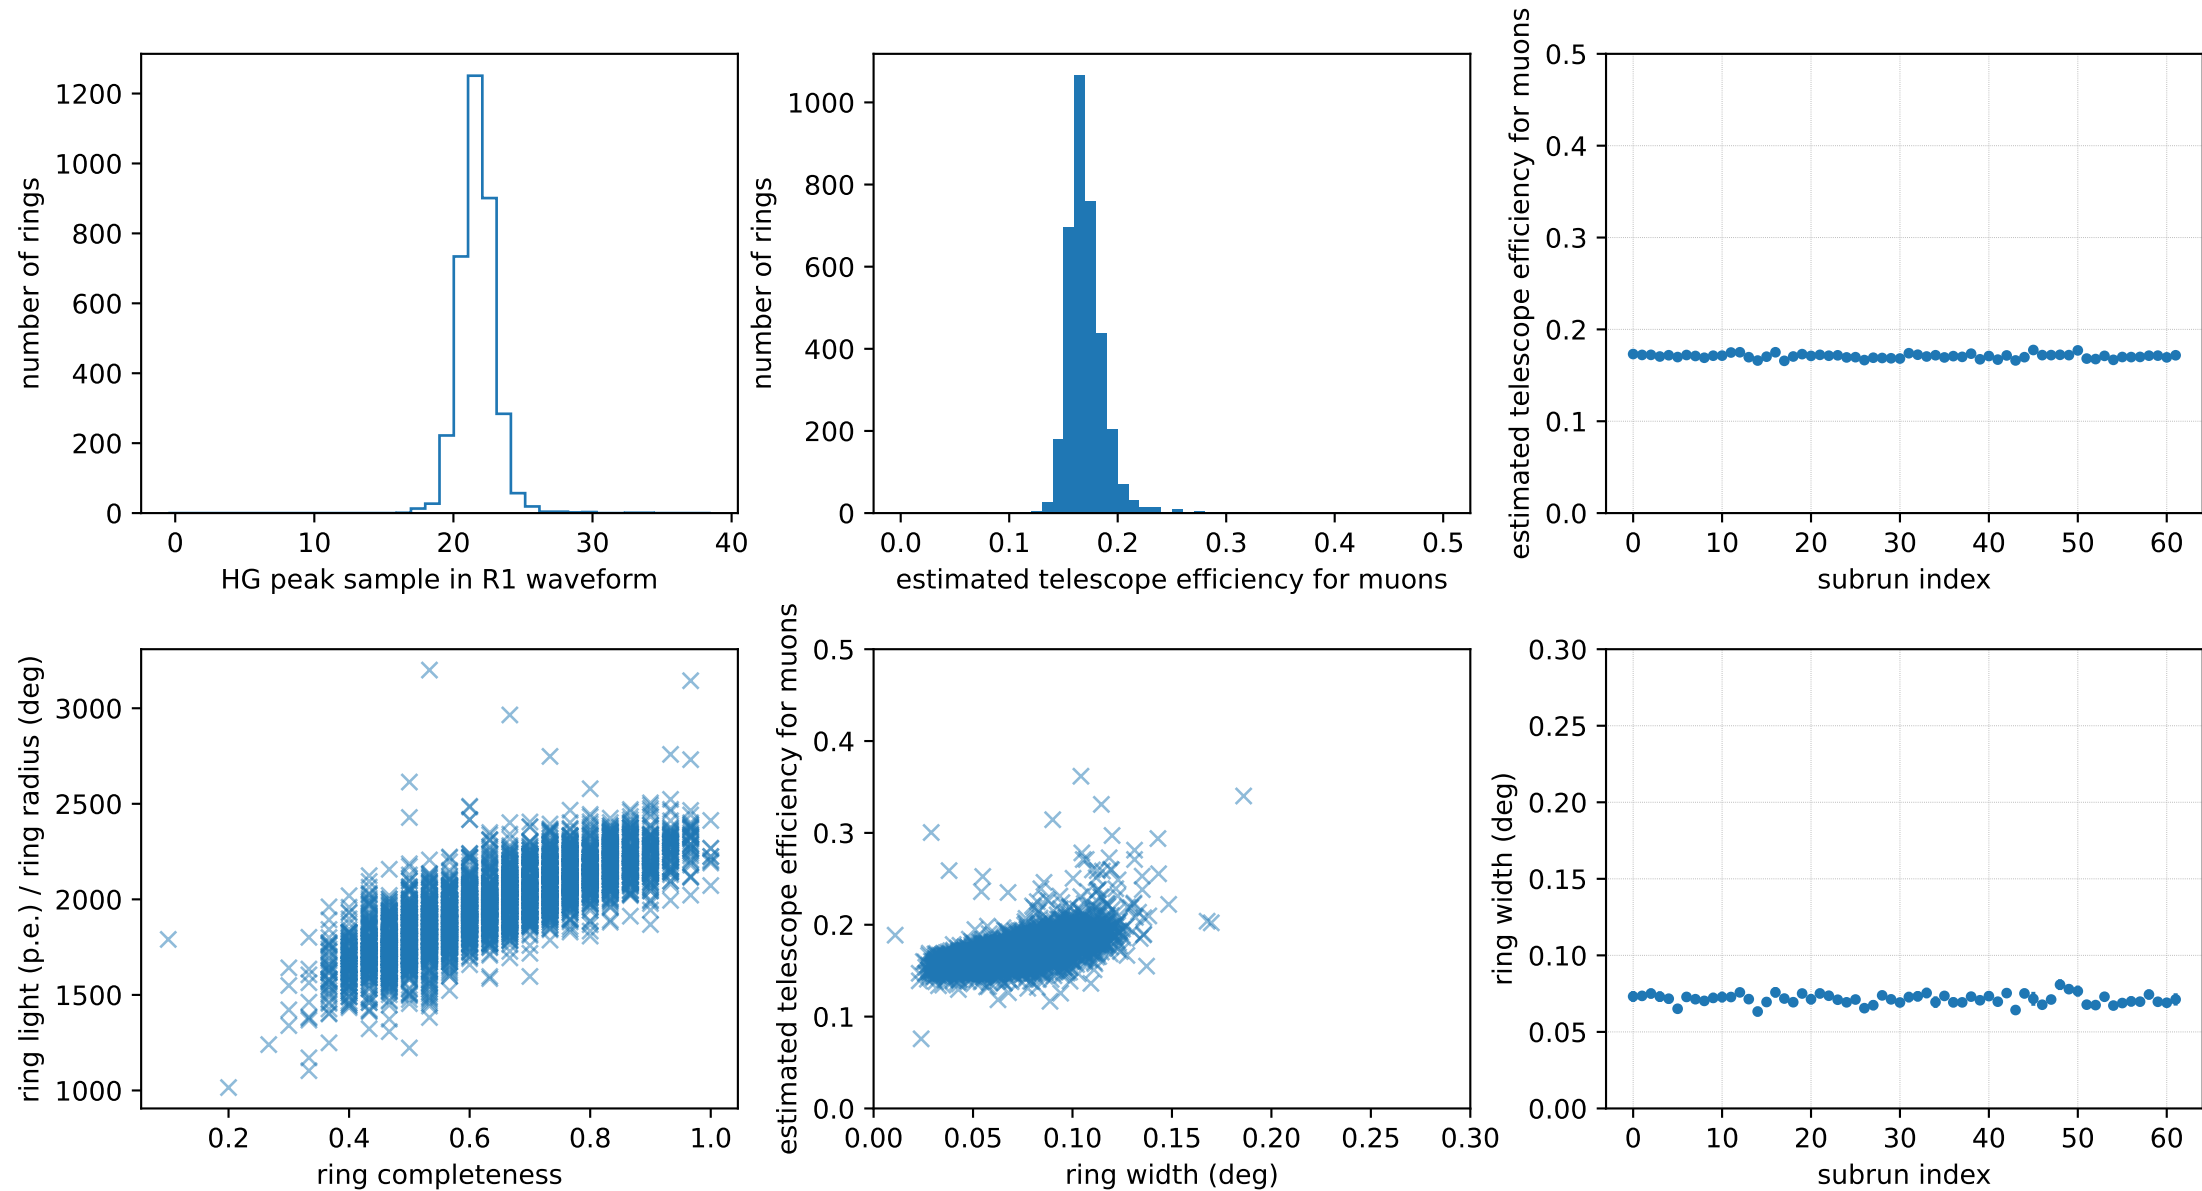 number of rings
1200
1000
800
600
400
200
0
0 10 20 30 40
HG peak sample in R1 waveform
number of rings
1000
800
600
400
200
0
0.0 0.1 0.2 0.3 0.4 0.5
estimated telescope efficiency for muons
estimated telescope efficiency for muons
0.5
0.4
0.3
0.2
0.1
0.0
0 10 20 30 40 50 60
subrun index
ring light (p.e.) / ring radius (deg)
3000
2500
2000
1500
1000
0.2 0.4 0.6 0.8 1.0
ring completeness
estimated telescope efficiency for muons
0.5
0.4
0.3
0.2
0.1
0.0
0.00 0.05 0.10 0.15 0.20 0.25 0.30
ring width (deg)
ring width (deg)
0.30
0.25
0.20
0.15
0.10
0.05
0.00
0 10 20 30 40 50 60
subrun index